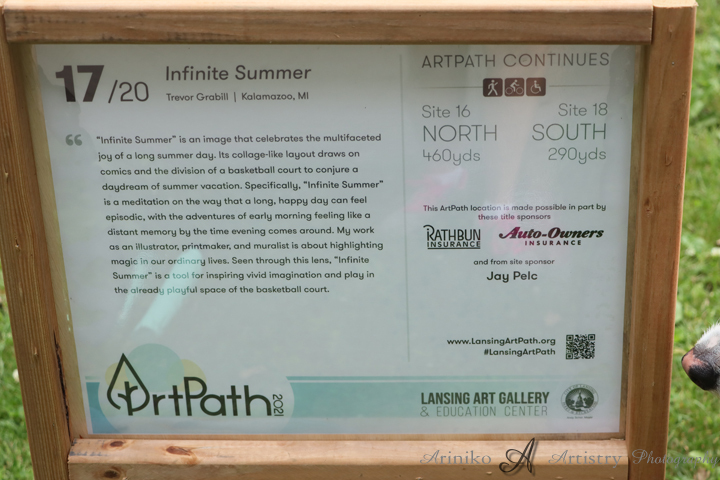 17/20
Infinite Summer
Trevor Grabill | Kalamazoo, MI
“ "Infinite Summer" is an image that celebrates the multifaceted
joy of a long summer day. Its collage-like layout draws on
comics and the division of a basketball court to conjure a
daydream of summer vacation. Specifically, "Infinite Summer"
is a meditation on the way that a long, happy day can feel
episodic, with the adventures of early morning feeling like a
distant memory by the time evening comes around. My work
as an illustrator, printmaker, and muralist is about highlighting
magic in our ordinary lives. Seen through this lens, "Infinite
Summer" is a tool for inspiring vivid imagination and play in
the already playful space of the basketball court.
ARTPATH CONTINUES
Site 16
NORTH
460yds
Site 18
SOUTH
290yds
This ArtPath location is made possible in part by
these title sponsors
RATHBUN
INSURANCE
Auto-Owners
INSURANCE
and from site sponsor
Jay Pelc
www.LansingArtPath.org
#LansingArtPath
ArtPath 2021
LANSING ART GALLERY
& EDUCATION CENTER
Ariniko A Artistry Photography